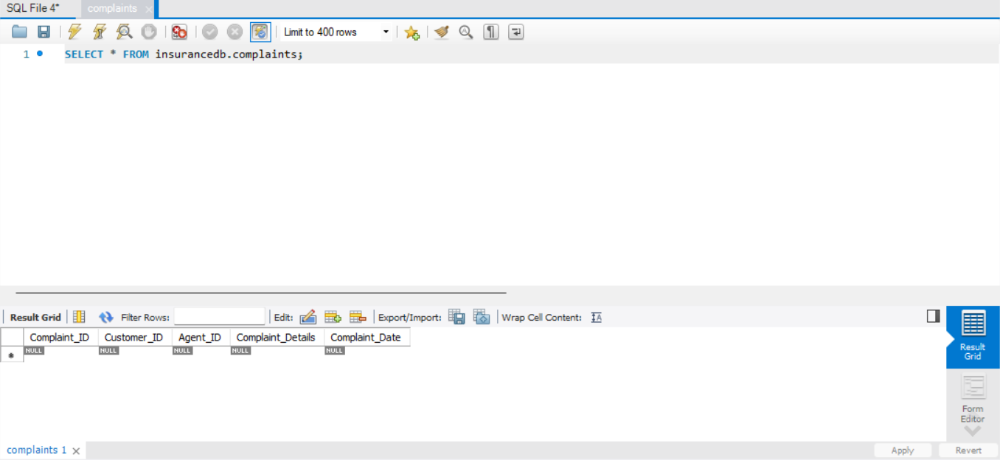 SQL File 4* complaints
Limit to 400 rows
1 SELECT * FROM insurancedb.complaints;
Result Grid Filter Rows: Edit: Export/Import: Wrap Cell Content:
Complaint_ID Customer_ID Agent_ID Complaint_Details Complaint_Date
NULL NULL NULL NULL NULL
Result
Grid
Form
Editor
complaints 1 Apply Revert